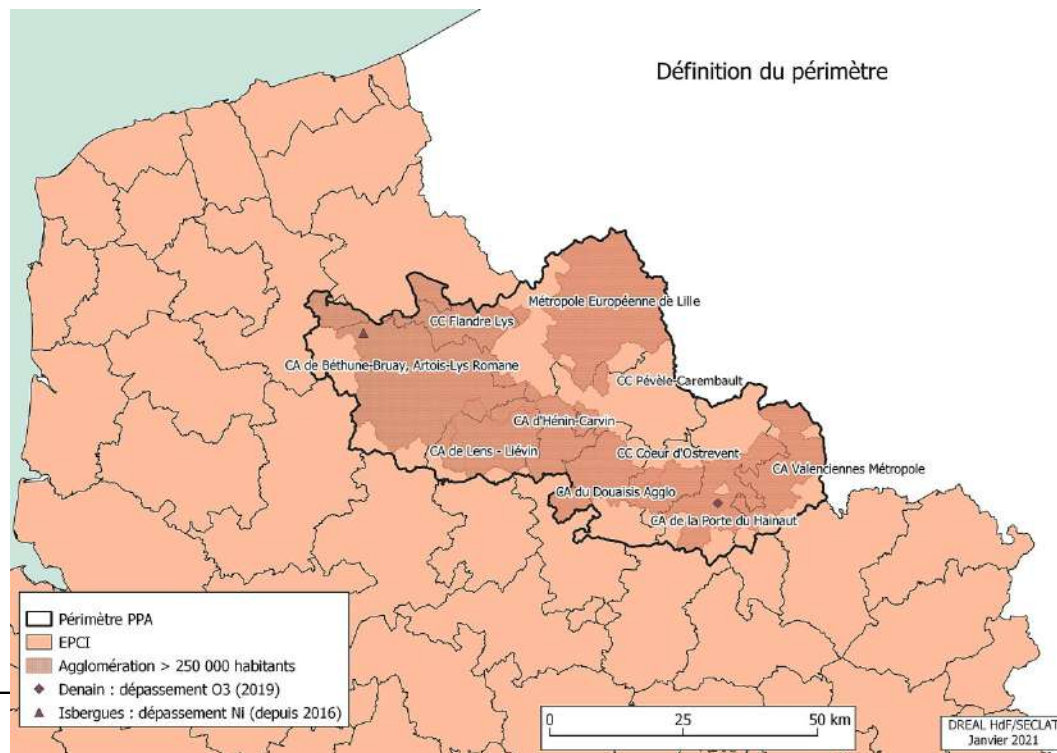 Définition du périmètre
Métropole Européenne de Lille
CC Flandre Lys
CA de Béthune-Bruay, Artois-Lys Romane
CC Pévèle-Carembault
CA d'Hénin-Carvin
CA de Lens - Liévin
CC Coeur d'Ostrevent
CA Valenciennes Métropole
CA du Douaisis Agglo
CA de la Porte du Hainaut
Périmètre PPA
EPCI
Agglomération > 250 000 habitants
Denain : dépassement O3 (2019)
Isbergues : dépassement Ni (depuis 2016)
0 25 50 km
DREAL HdF/SECLAT
Janvier 2021